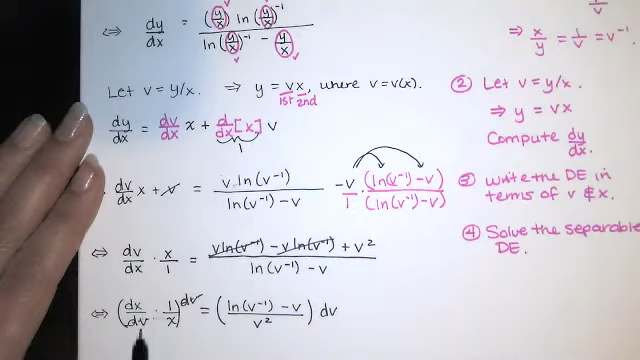 ⇔ dy/dx = (y/x) ln (y/x)⁻¹ / ln (y/x)⁻¹ − y/x
Let v = y/x. ⇒ y = vx, where v = v(x).
1st 2nd
dy/dx = dv/dx x + d/dx [x] v
1
dv/dx x + v = v ln(v⁻¹) / ln(v⁻¹) − v − v/1 · (ln(v⁻¹) − v) / (ln(v⁻¹) − v)
⇔ dv/dx · x/1 = v ln(v⁻¹) − v ln(v⁻¹) + v² / ln(v⁻¹) − v
⇔ (dx/dv · 1/x) dv = ( ln(v⁻¹) − v / v² ) dv
1/v
⇒ x/y = 1/v = v⁻¹
② Let v = y/x.
⇒ y = vx
Compute dy/dx.
③ Write the DE in
terms of v & x.
④ Solve the separable
DE.